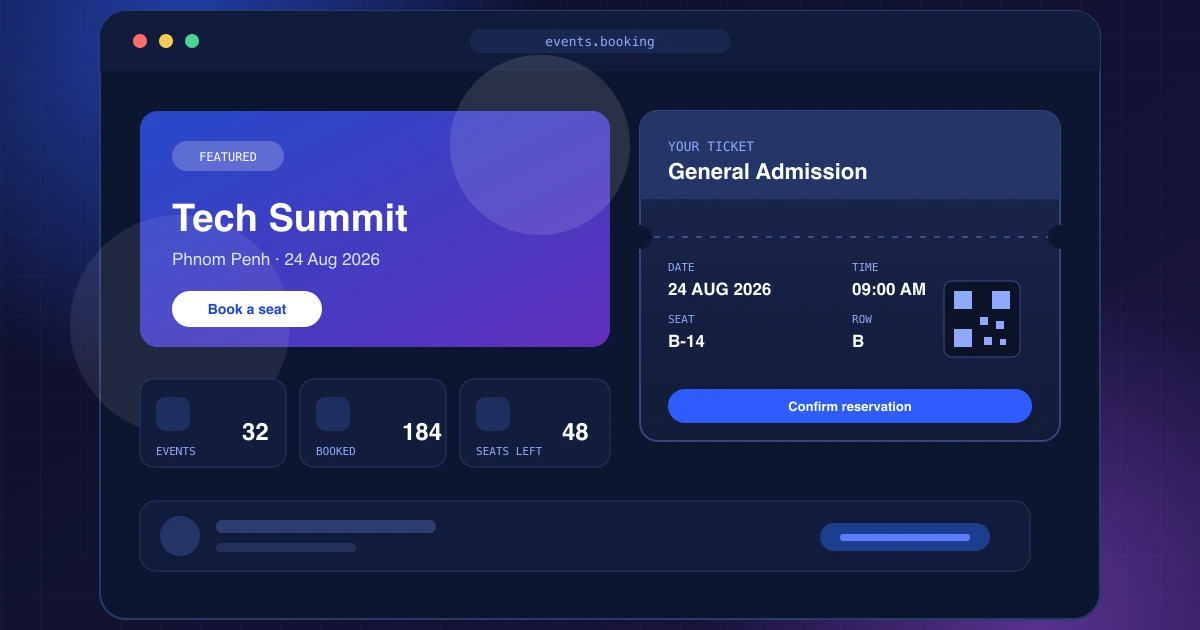 events.booking
FEATURED
Tech Summit
Phnom Penh · 24 Aug 2026
Book a seat
YOUR TICKET
General Admission
DATE
TIME
24 AUG 2026
09:00 AM
SEAT
ROW
B-14
B
Confirm reservation
32
EVENTS
184
BOOKED
48
SEATS LEFT